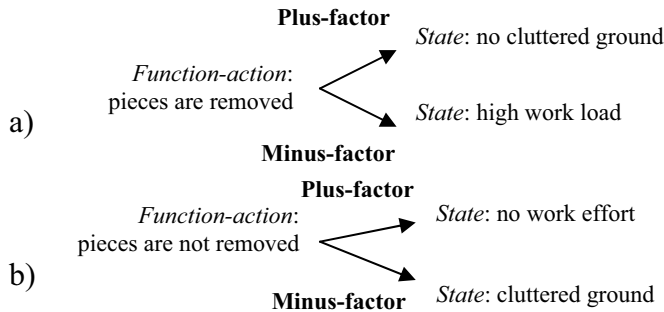 Plus-factor
State: no cluttered ground
Function-action:
pieces are removed
a)
State: high work load
Minus-factor
Plus-factor
Function-action:
pieces are not removed
State: no work effort
b)
Minus-factor
State: cluttered ground